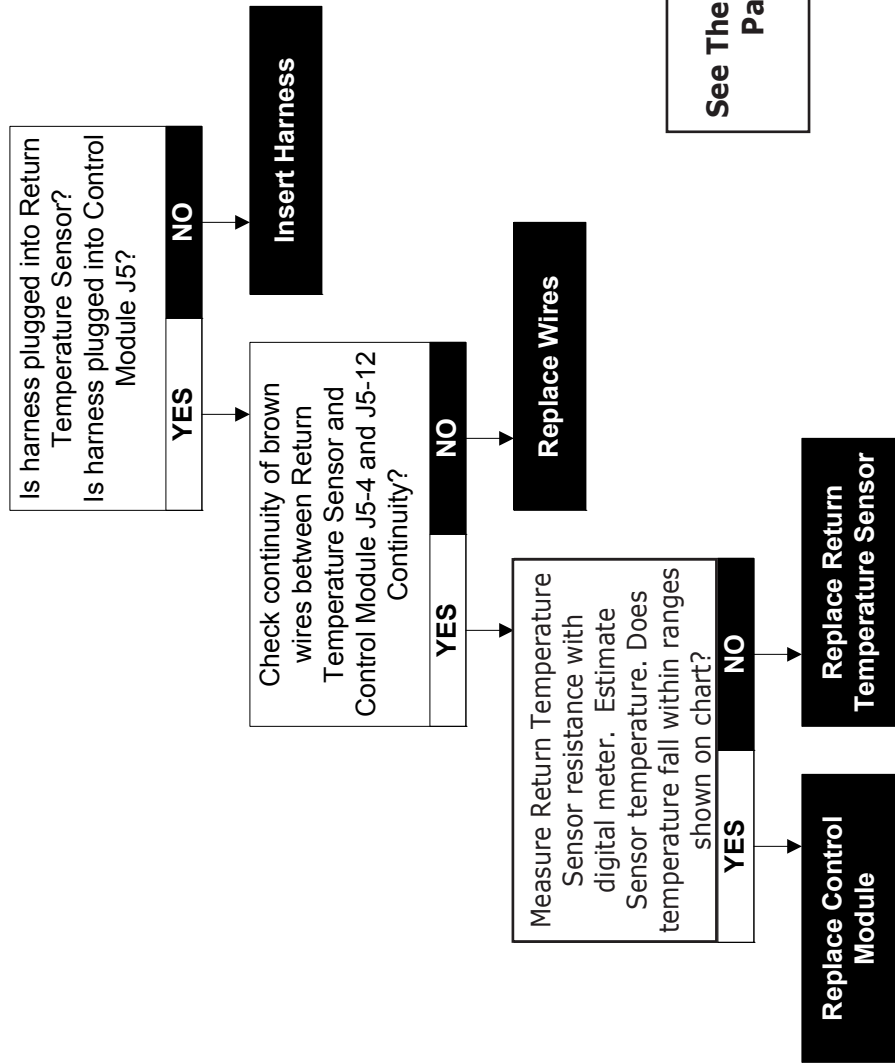 Is harness plugged into Return
Temperature Sensor?
Is harness plugged into Control
Module J5?
YES
NO
Insert Harness
Check continuity of brown
wires between Return
Temperature Sensor and
Control Module J5-4 and J5-12
Continuity?
YES
NO
Replace Wires
Measure Return Temperature
Sensor resistance with
digital meter. Estimate
Sensor temperature. Does
temperature fall within ranges
shown on chart?
YES
NO
Replace Control
Module
Replace Return
Temperature Sensor
See The